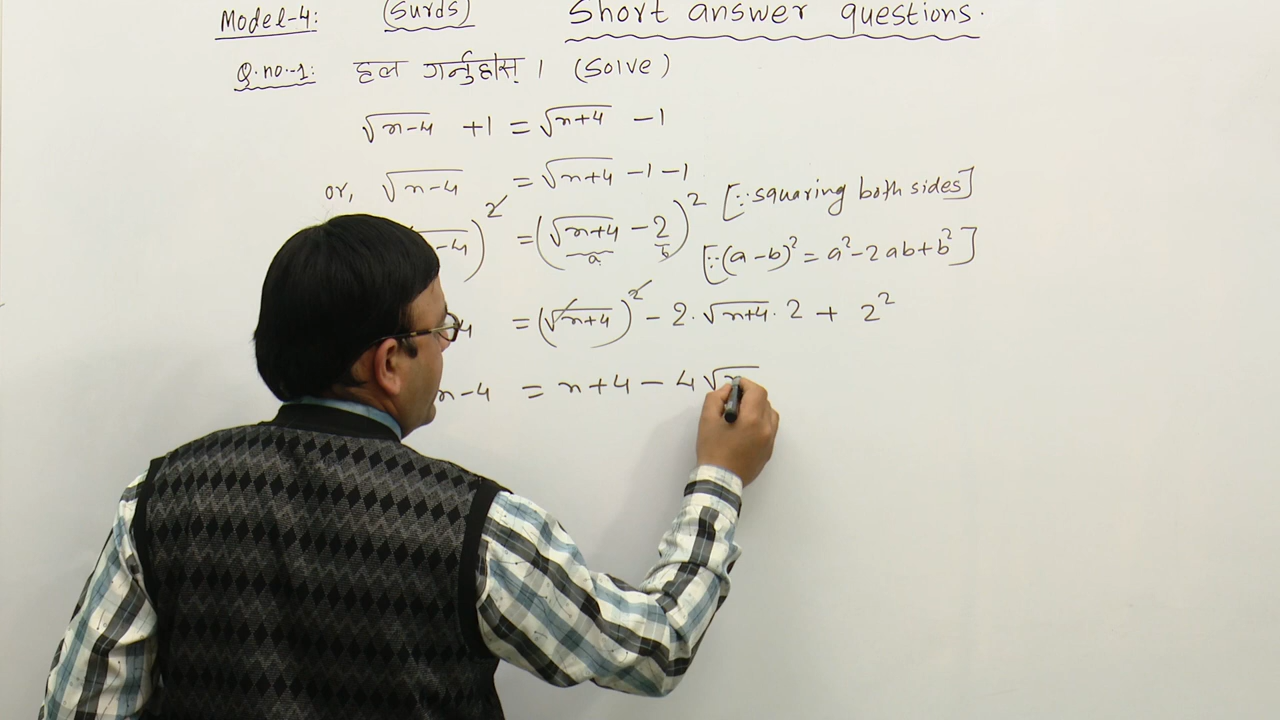 Model-4: (Surds) Short answer questions.
Q.no.-1: हल गर्नुहोस् । (Solve)
√(x-4) + 1 = √(x+4) - 1
or, √(x-4) = √(x+4) - 1 - 1
-4)² = (√(x+4) - 2)² [∵ squaring both sides]
a b [∵ (a-b)² = a² - 2ab + b²]
4 = (√(x+4))² - 2·√(x+4)·2 + 2²
x-4 = x+4 - 4√x